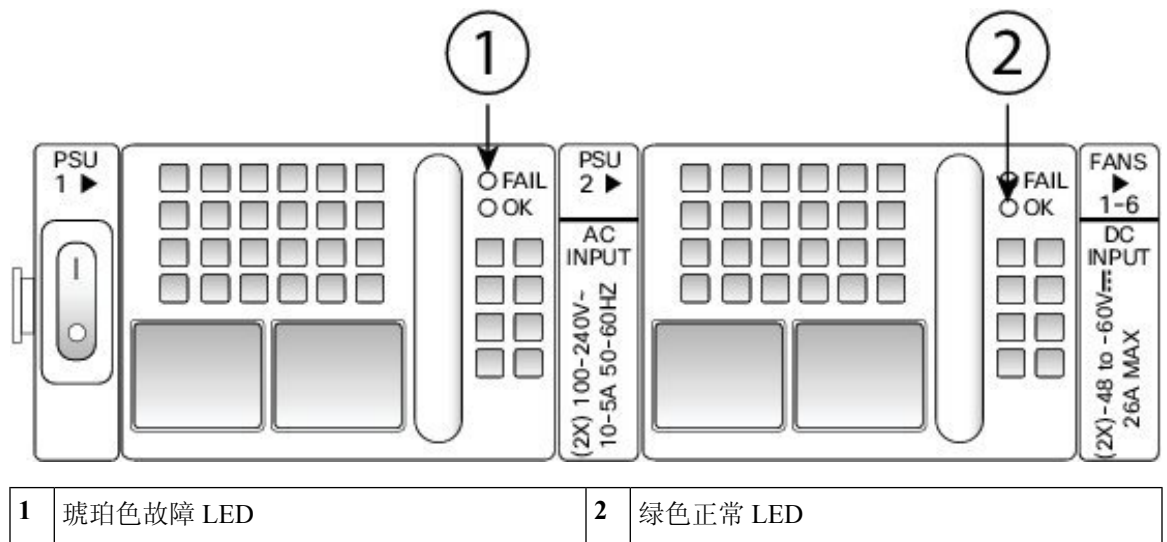 1
2
PSU
1 ▶
FAIL
OK
PSU
2 ▶
AC
INPUT
(2X) 100-240V~
10-5A 50-60HZ
FAIL
OK
FANS
▶
1-6
DC
INPUT
(2X)-48 to -60V⎓
26A MAX
1 琥珀色故障 LED 2 绿色正常 LED